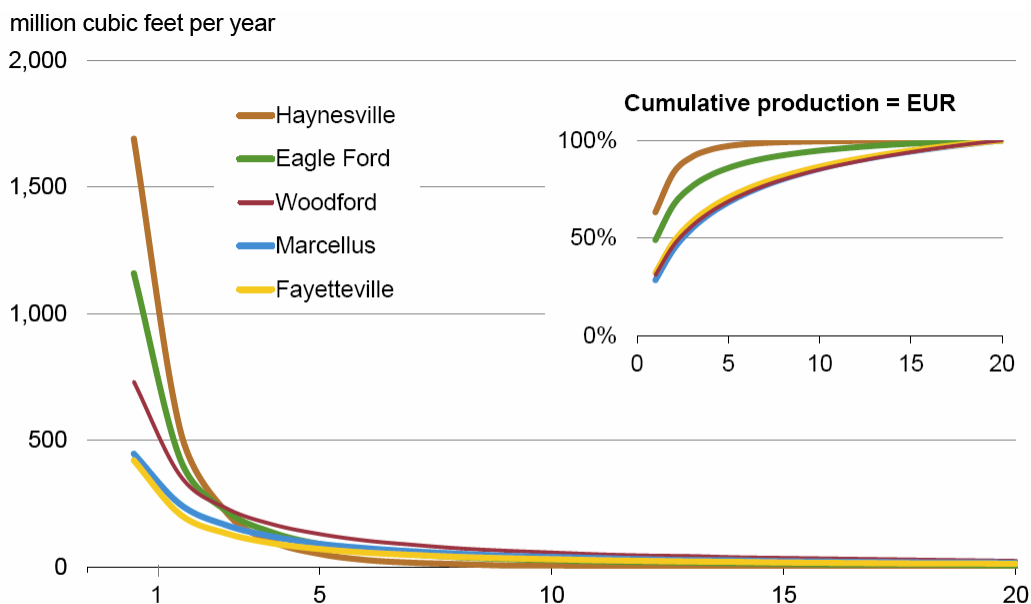 million cubic feet per year
2,000
1,500
1,000
500
0
1
5
10
15
20
Haynesville
Eagle Ford
Woodford
Marcellus
Fayetteville
Cumulative production = EUR
100%
50%
0%
0
5
10
15
20